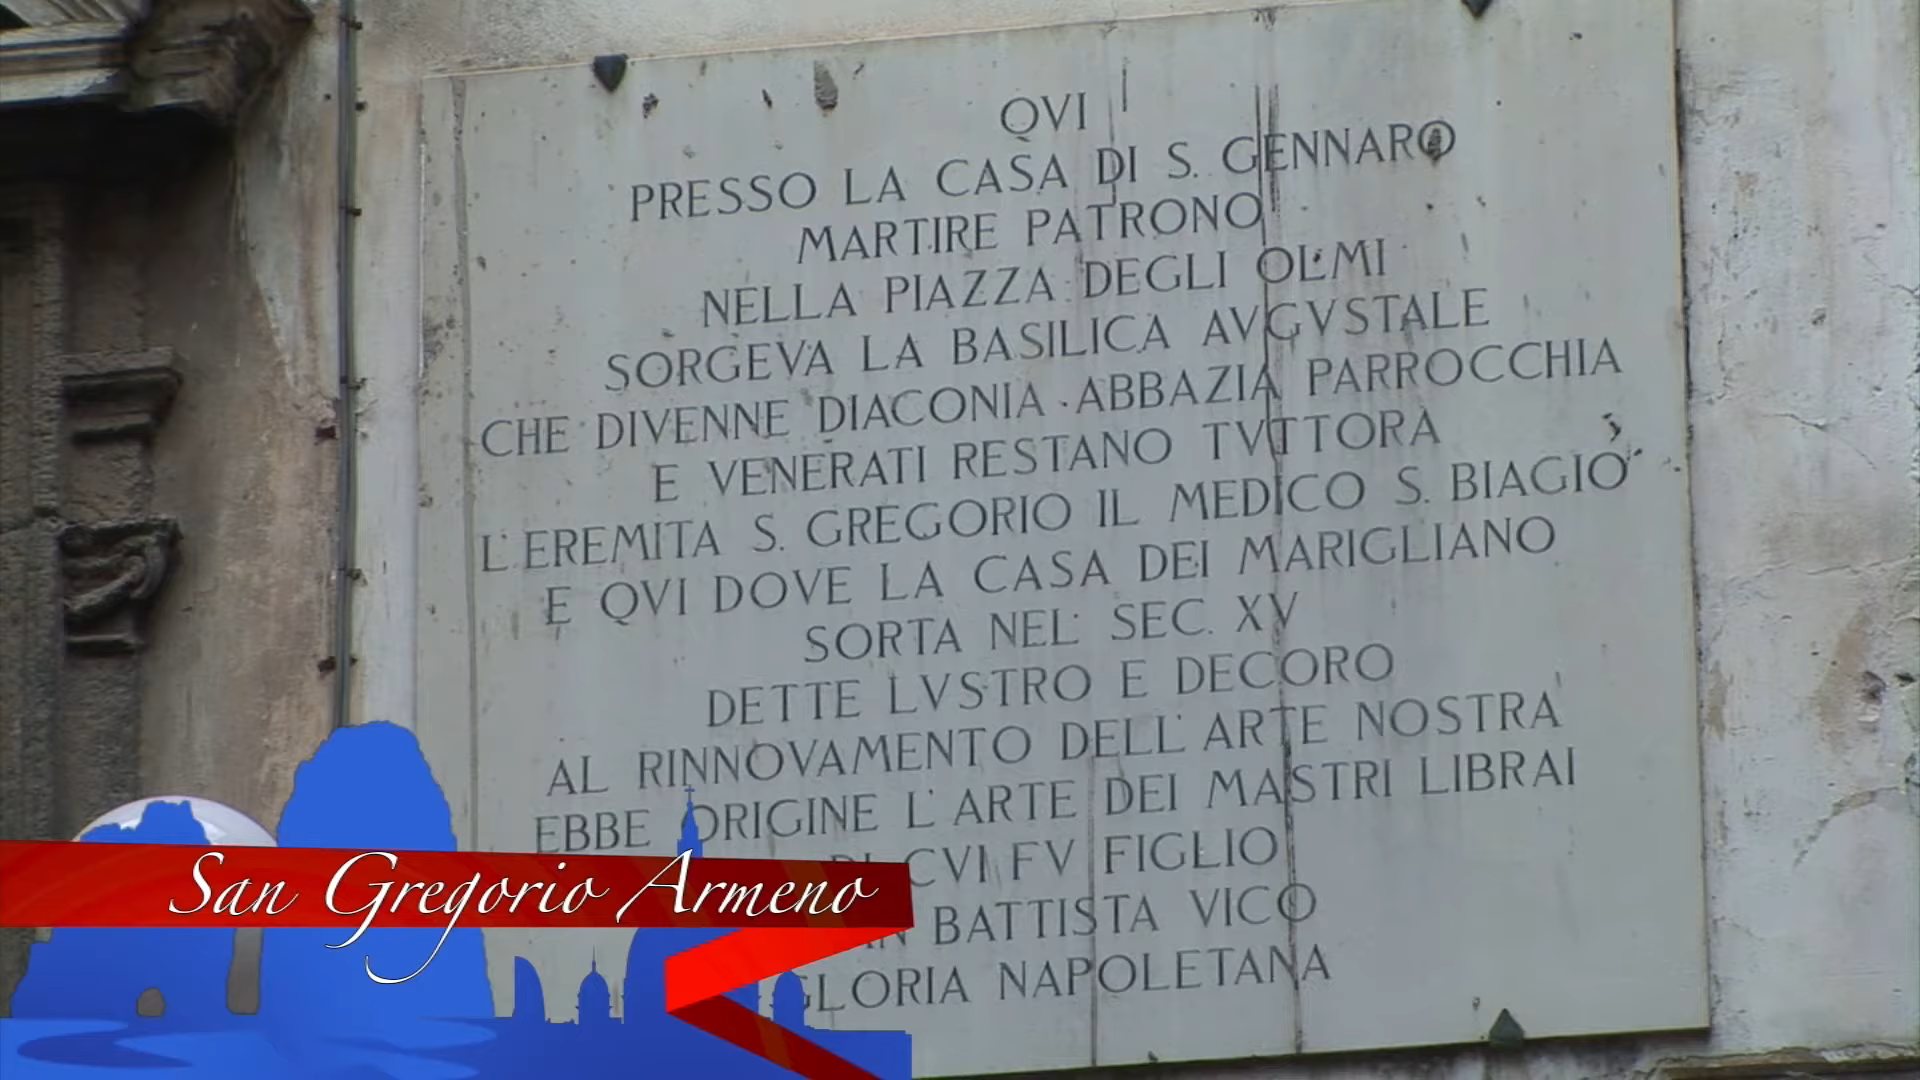 QVI
PRESSO LA CASA DI S. GENNARO
MARTIRE PATRONO
NELLA PIAZZA DEGLI OLMI
SORGEVA LA BASILICA AVGVSTALE
CHE DIVENNE DIACONIA ABBAZIA PARROCCHIA
E VENERATI RESTANO TVTTORA
L'EREMITA S. GREGORIO IL MEDICO S. BIAGIO
E QVI DOVE LA CASA DEI MARIGLIANO
SORTA NEL SEC. XV
DETTE LVSTRO E DECORO
AL RINNOVAMENTO DELL'ARTE NOSTRA
EBBE ORIGINE L'ARTE DEI MASTRI LIBRAI
CVI FV FIGLIO
BATTISTA VICO
GLORIA NAPOLETANA
San Gregorio Armeno